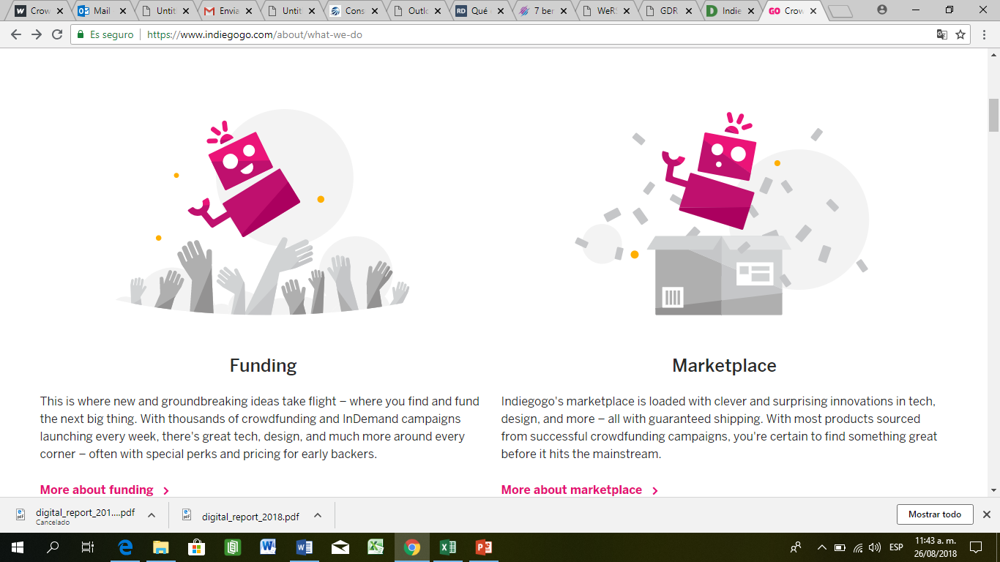 Crow
Mail
Untit
Envia
Untit
Cons
Outlo
RD
Qué
7 ber
WeRS
GDR
Indie
GO
Crow
Es seguro
https://www.indiegogo.com/about/what-we-do
Funding
This is where new and groundbreaking ideas take flight – where you find and fund
the next big thing. With thousands of crowdfunding and InDemand campaigns
launching every week, there's great tech, design, and much more around every
corner – often with special perks and pricing for early backers.
More about funding
Marketplace
Indiegogo's marketplace is loaded with clever and surprising innovations in tech,
design, and more – all with guaranteed shipping. With most products sourced
from successful crowdfunding campaigns, you're certain to find something great
before it hits the mainstream.
More about marketplace
digital_report_201....pdf
Cancelado
digital_report_2018.pdf
Mostrar todo
ESP
11:43 a. m.
26/08/2018